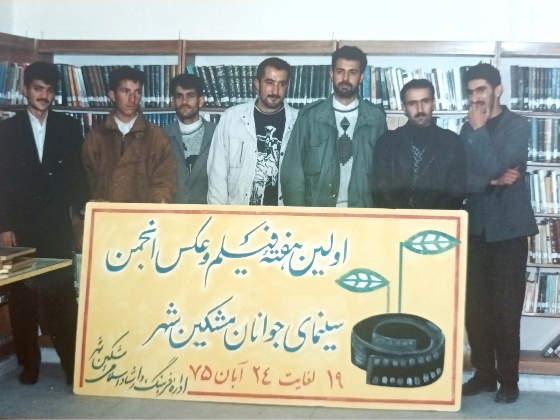 اولین هفتهٔ فیلم و عکس انجمن
سینمای جوانان مشکین شهر
۱۹ لغایت ۲۴ آبان ۷۵
اداره فرهنگ و ارشاد اسلامی مشکین شهر